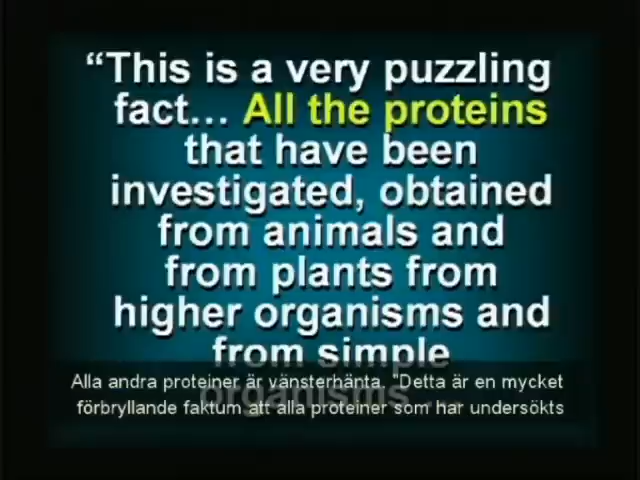 “This is a very puzzling
fact... All the proteins
that have been
investigated, obtained
from animals and
from plants from
higher organisms and
from simple
organisms ...
Alla andra proteiner är vänsterhänta. "Detta är en mycket
förbryllande faktum att alla proteiner som har undersökts